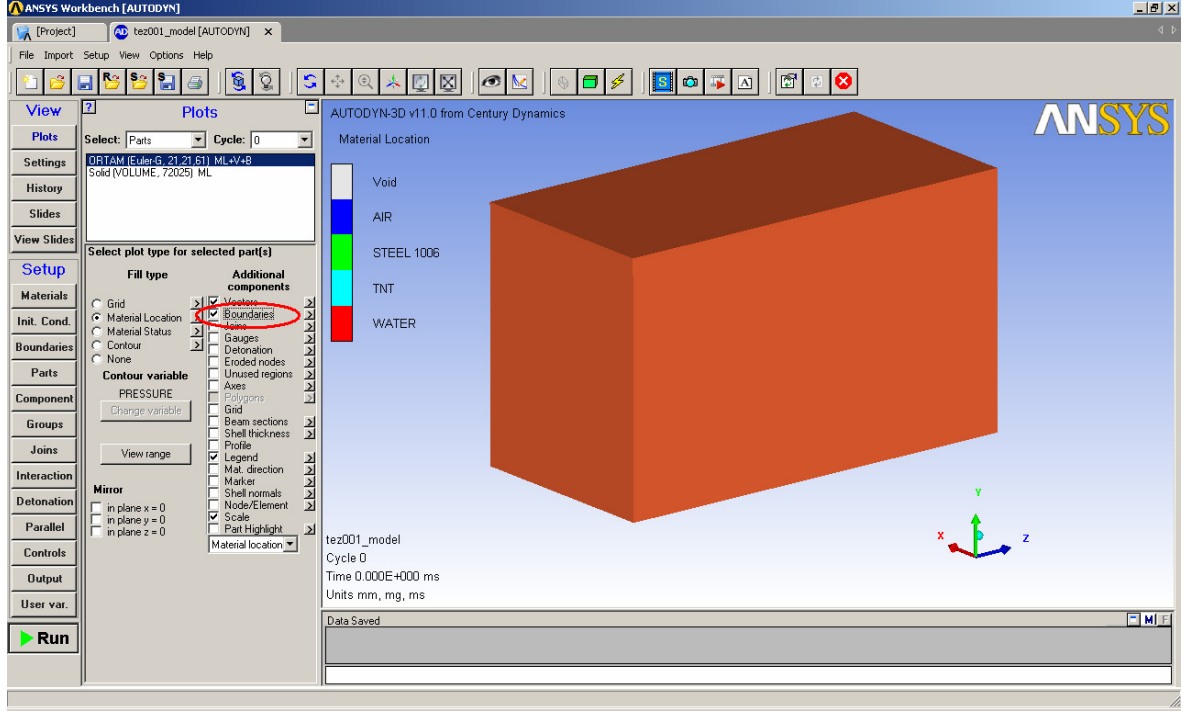 ANSYS Workbench [AUTODYN]
[Project]
AD tez001_model [AUTODYN] x
File Import Setup View Options Help
View
Plots
Settings
History
Slides
View Slides
Setup
Materials
Init. Cond.
Boundaries
Parts
Component
Groups
Joins
Interaction
Detonation
Parallel
Controls
Output
User var.
Run
? Plots
Select: Parts Cycle: 0
ORTAM (Euler-G, 21,21,61) ML+V+B
Solid (VOLUME, 72025) ML
Select plot type for selected part(s)
Fill type
Grid
Material Location
Material Status
Contour
None
Contour variable
PRESSURE
Change variable
View range
Mirror
in plane x = 0
in plane y = 0
in plane z = 0
Additional
components
Vectors
Boundaries
Joins
Gauges
Detonation
Eroded nodes
Unused regions
Axes
Polygons
Grid
Beam sections
Shell thickness
Profile
Legend
Mat. direction
Marker
Shell normals
Node/Element
Scale
Part Highlight
Material location
AUTODYN-3D v11.0 from Century Dynamics
ANSYS
Material Location
Void
AIR
STEEL 1006
TNT
WATER
Y
X
Z
tez001_model
Cycle 0
Time 0.000E+000 ms
Units mm, mg, ms
Data Saved
M F